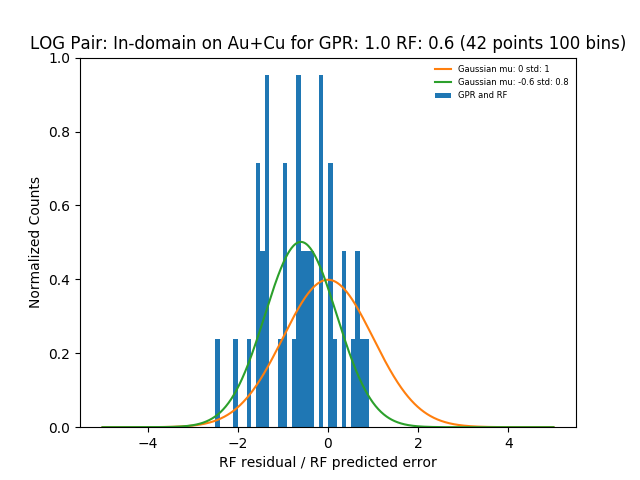 LOG Pair: In-domain on Au+Cu for GPR: 1.0 RF: 0.6 (42 points 100 bins)
Gaussian mu: 0 std: 1
Gaussian mu: -0.6 std: 0.8
GPR and RF
1.0
0.8
0.6
0.4
0.2
0.0
Normalized Counts
−4
−2
0
2
4
RF residual / RF predicted error